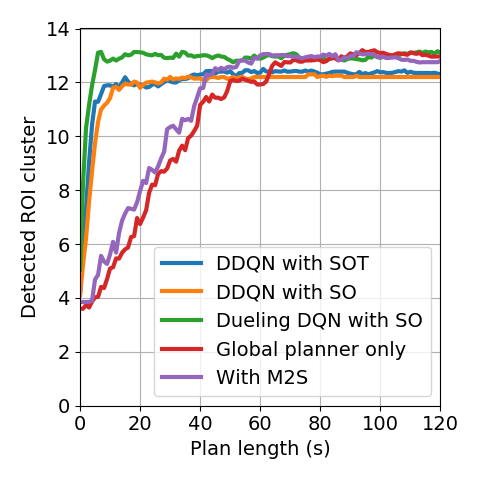 14
12
10
8
6
4
2
0
Detected ROI cluster
DDQN with SOT
DDQN with SO
Dueling DQN with SO
Global planner only
With M2S
0 20 40 60 80 100 120
Plan length (s)